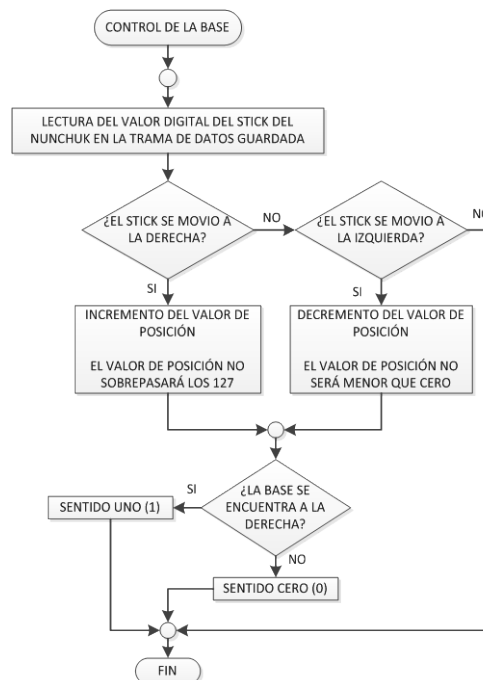 CONTROL DE LA BASE
LECTURA DEL VALOR DIGITAL DEL STICK DEL
NUNCHUK EN LA TRAMA DE DATOS GUARDADA
¿EL STICK SE MOVIO A
LA DERECHA?
NO
¿EL STICK SE MOVIO A
LA IZQUIERDA?
NO
SI
SI
INCREMENTO DEL VALOR DE
POSICIÓN
EL VALOR DE POSICIÓN NO
SOBREPASARÁ LOS 127
DECREMENTO DEL VALOR DE
POSICIÓN
EL VALOR DE POSICIÓN NO
SERÁ MENOR QUE CERO
¿LA BASE SE
ENCUENTRA A LA
DERECHA?
SI
SENTIDO UNO (1)
NO
SENTIDO CERO (0)
FIN